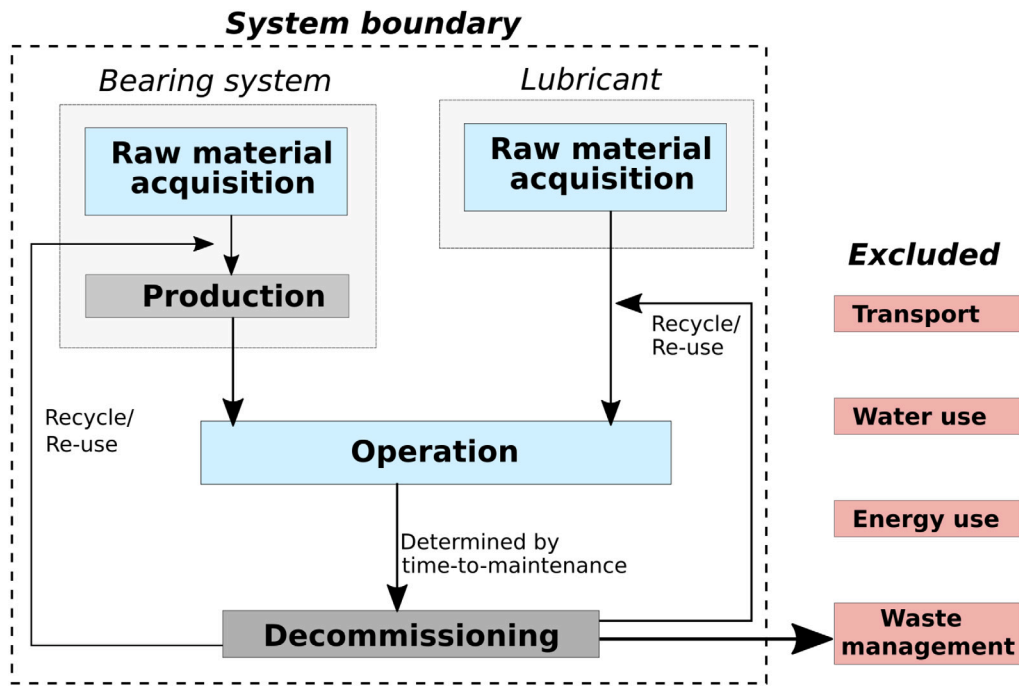 System boundary
Bearing system
Lubricant
Raw material
acquisition
Raw material
acquisition
Production
Excluded
Transport
Recycle/
Re-use
Recycle/
Re-use
Water use
Operation
Energy use
Determined by
time-to-maintenance
Decommissioning
Waste
management